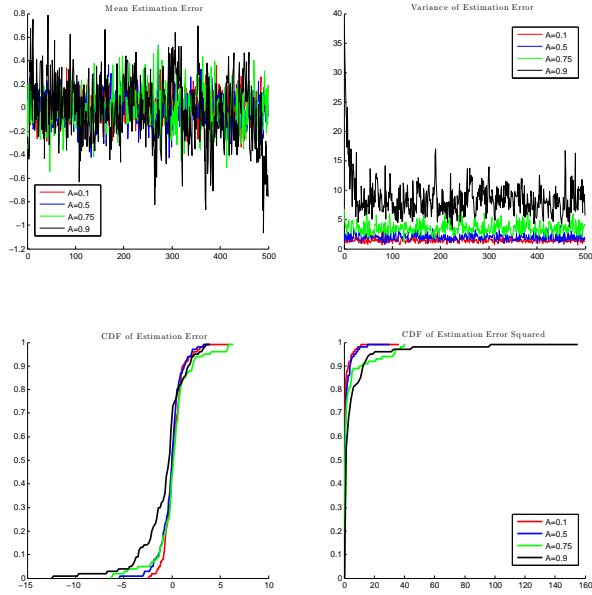 Mean Estimation Error
0.8
0.6
0.4
0.2
0
−0.2
−0.4
−0.6
−0.8
−1
−1.2
0 100 200 300 400 500
A=0.1
A=0.5
A=0.75
A=0.9
Variance of Estimation Error
40
35
30
25
20
15
10
5
0
0 100 200 300 400 500
A=0.1
A=0.5
A=0.75
A=0.9
CDF of Estimation Error
1
0.9
0.8
0.7
0.6
0.5
0.4
0.3
0.2
0.1
0
−15 −10 −5 0 5 10
CDF of Estimation Error Squared
1
0.9
0.8
0.7
0.6
0.5
0.4
0.3
0.2
0.1
0
0 20 40 60 80 100 120 140 160
A=0.1
A=0.5
A=0.75
A=0.9